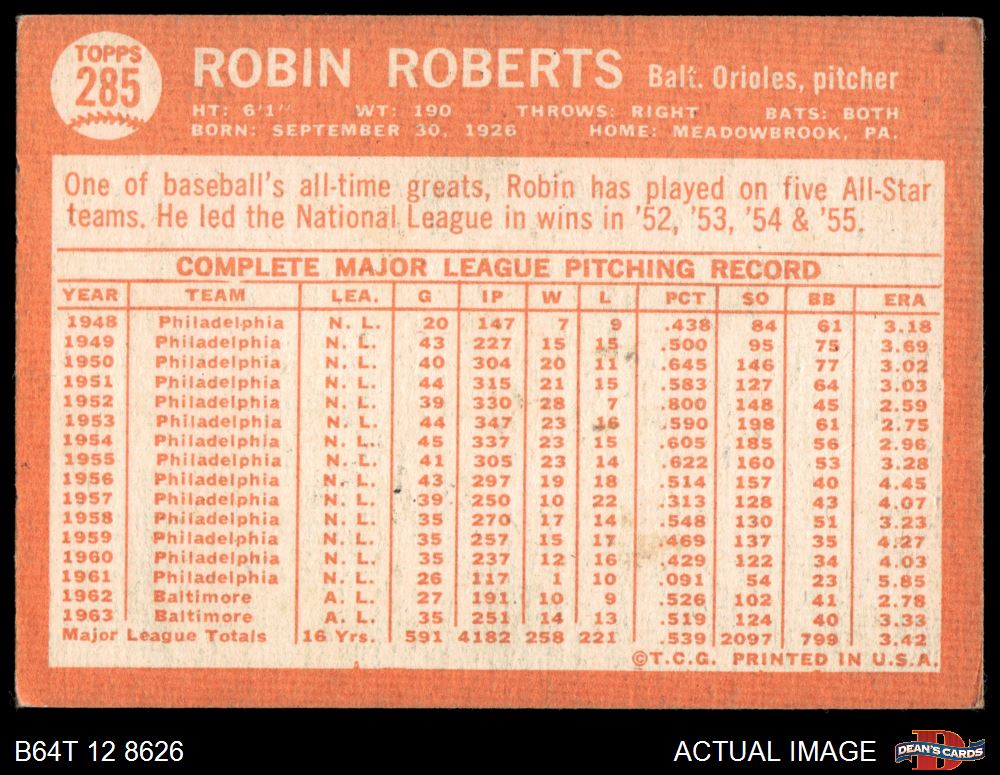 TOPPS
285
ROBIN ROBERTS Balt. Orioles, pitcher
HT: 6'1" WT: 190 THROWS: RIGHT BATS: BOTH
BORN: SEPTEMBER 30, 1926 HOME: MEADOWBROOK, PA.
One of baseball's all-time greats, Robin has played on five All-Star
teams. He led the National League in wins in '52, '53, '54 & '55.
COMPLETE MAJOR LEAGUE PITCHING RECORD
YEAR TEAM LEA. G IP W L PCT SO BB ERA
1948 Philadelphia N. L. 20 147 7 9 .438 84 61 3.18
1949 Philadelphia N. L. 43 227 15 15 .500 95 75 3.69
1950 Philadelphia N. L. 40 304 20 11 .645 146 77 3.02
1951 Philadelphia N. L. 44 315 21 15 .583 127 64 3.03
1952 Philadelphia N. L. 39 330 28 7 .800 148 45 2.59
1953 Philadelphia N. L. 44 347 23 16 .590 198 61 2.75
1954 Philadelphia N. L. 45 337 23 15 .605 185 56 2.96
1955 Philadelphia N. L. 41 305 23 14 .622 160 53 3.28
1956 Philadelphia N. L. 43 297 19 18 .514 157 40 4.45
1957 Philadelphia N. L. 39 250 10 22 .313 128 43 4.07
1958 Philadelphia N. L. 35 270 17 14 .548 130 51 3.23
1959 Philadelphia N. L. 35 257 15 17 .469 137 35 4.27
1960 Philadelphia N. L. 35 237 12 16 .429 122 34 4.03
1961 Philadelphia N. L. 26 117 1 10 .091 54 23 5.85
1962 Baltimore A. L. 27 191 10 9 .526 102 41 2.78
1963 Baltimore A. L. 35 251 14 13 .519 124 40 3.33
Major League Totals 16 Yrs. 591 4182 258 221 .539 2097 799 3.42
©T.C.G. PRINTED IN U.S.A.
B64T 12 8626 ACTUAL IMAGE DEAN'S CARDS